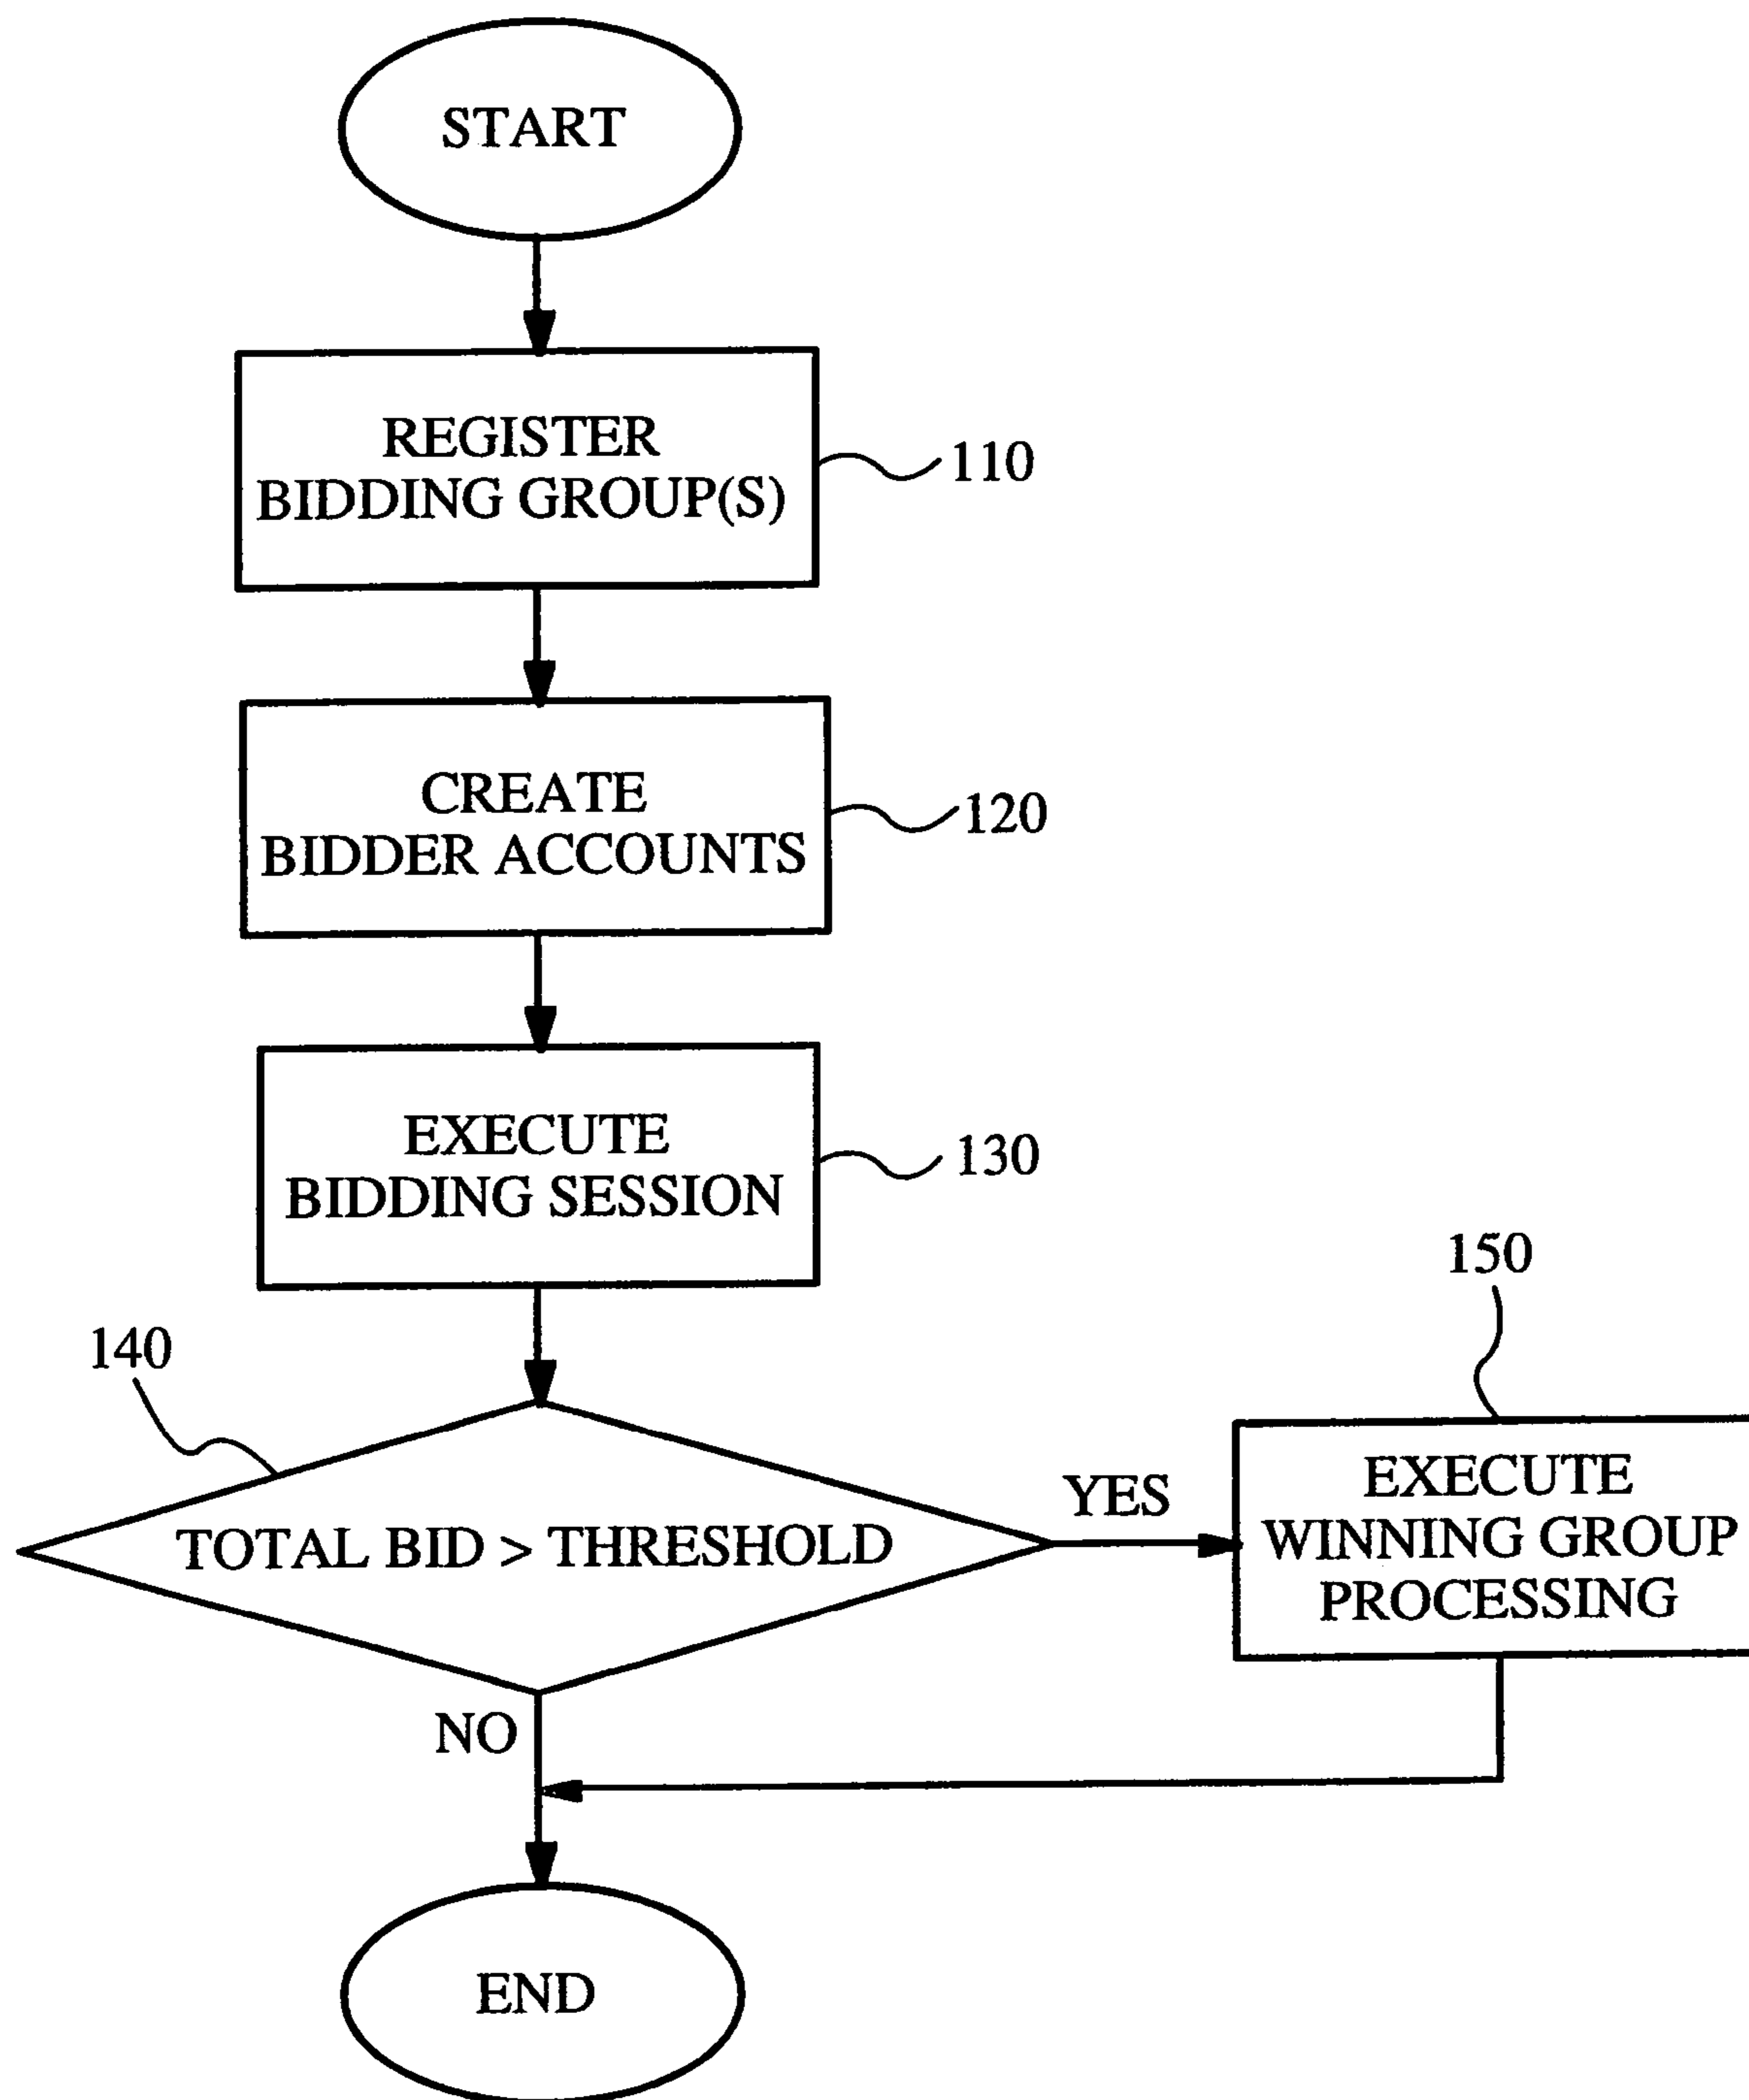 START
REGISTER
BIDDING GROUP(S)
110
CREATE
BIDDER ACCOUNTS
120
EXECUTE
BIDDING SESSION
130
140
TOTAL BID > THRESHOLD
YES
150
EXECUTE
WINNING GROUP
PROCESSING
NO
END